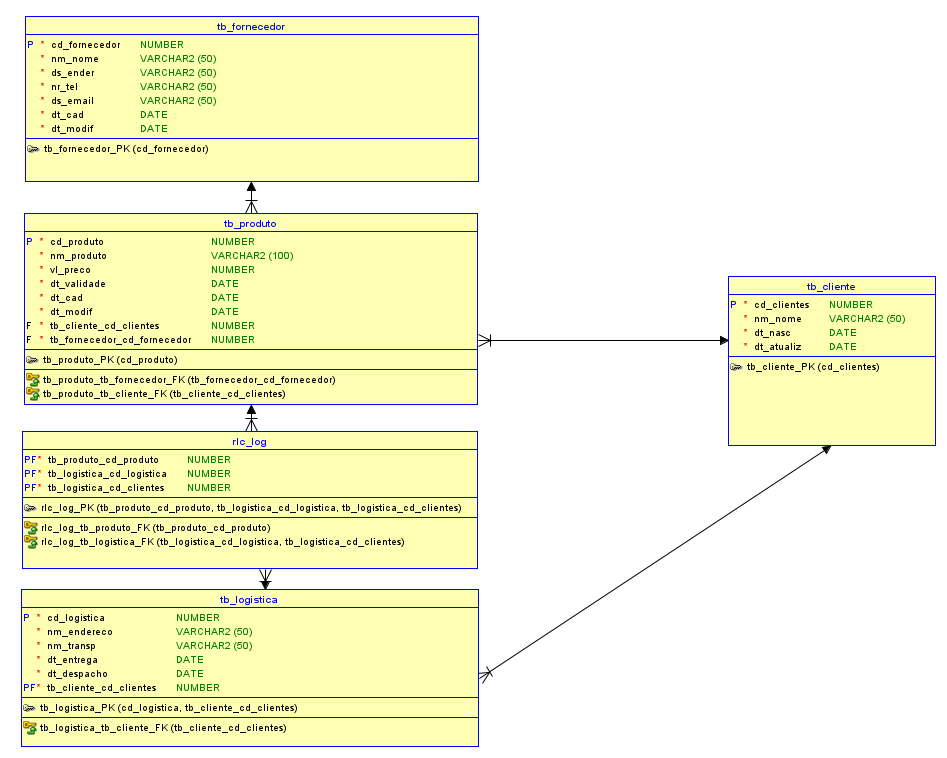 tb_fornecedor
P * cd_fornecedor NUMBER
* nm_nome VARCHAR2 (50)
* ds_ender VARCHAR2 (50)
* nr_tel VARCHAR2 (50)
* ds_email VARCHAR2 (50)
* dt_cad DATE
* dt_modif DATE
tb_fornecedor_PK (cd_fornecedor)
tb_produto
P * cd_produto NUMBER
* nm_produto VARCHAR2 (100)
* vl_preco NUMBER
* dt_validade DATE
* dt_cad DATE
* dt_modif DATE
F * tb_cliente_cd_clientes NUMBER
F * tb_fornecedor_cd_fornecedor NUMBER
tb_produto_PK (cd_produto)
tb_produto_tb_fornecedor_FK (tb_fornecedor_cd_fornecedor)
tb_produto_tb_cliente_FK (tb_cliente_cd_clientes)
tb_cliente
P * cd_clientes NUMBER
* nm_nome VARCHAR2 (50)
* dt_nasc DATE
* dt_atualiz DATE
tb_cliente_PK (cd_clientes)
rlc_log
PF* tb_produto_cd_produto NUMBER
PF* tb_logistica_cd_logistica NUMBER
PF* tb_logistica_cd_clientes NUMBER
rlc_log_PK (tb_produto_cd_produto, tb_logistica_cd_logistica, tb_logistica_cd_clientes)
rlc_log_tb_produto_FK (tb_produto_cd_produto)
rlc_log_tb_logistica_FK (tb_logistica_cd_logistica, tb_logistica_cd_clientes)
tb_logistica
P * cd_logistica NUMBER
* nm_endereco VARCHAR2 (50)
* nm_transp VARCHAR2 (50)
* dt_entrega DATE
* dt_despacho DATE
PF* tb_cliente_cd_clientes NUMBER
tb_logistica_PK (cd_logistica, tb_cliente_cd_clientes)
tb_logistica_tb_cliente_FK (tb_cliente_cd_clientes)